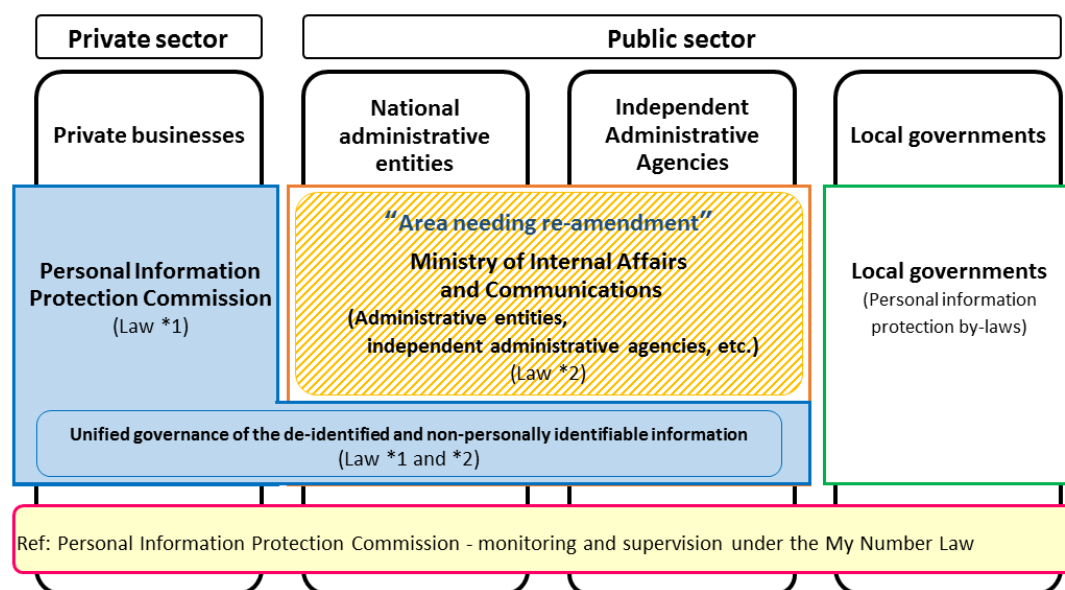 Private sector
Public sector
Private businesses
National
administrative
entities
Independent
Administrative
Agencies
Local governments
Personal Information
Protection Commission
(Law *1)
“Area needing re-amendment”
Ministry of Internal Affairs
and Communications
(Administrative entities,
independent administrative agencies, etc.)
(Law *2)
Local governments
(Personal information
protection by-laws)
Unified governance of the de-identified and non-personally identifiable information
(Law *1 and *2)
Ref: Personal Information Protection Commission - monitoring and supervision under the My Number Law